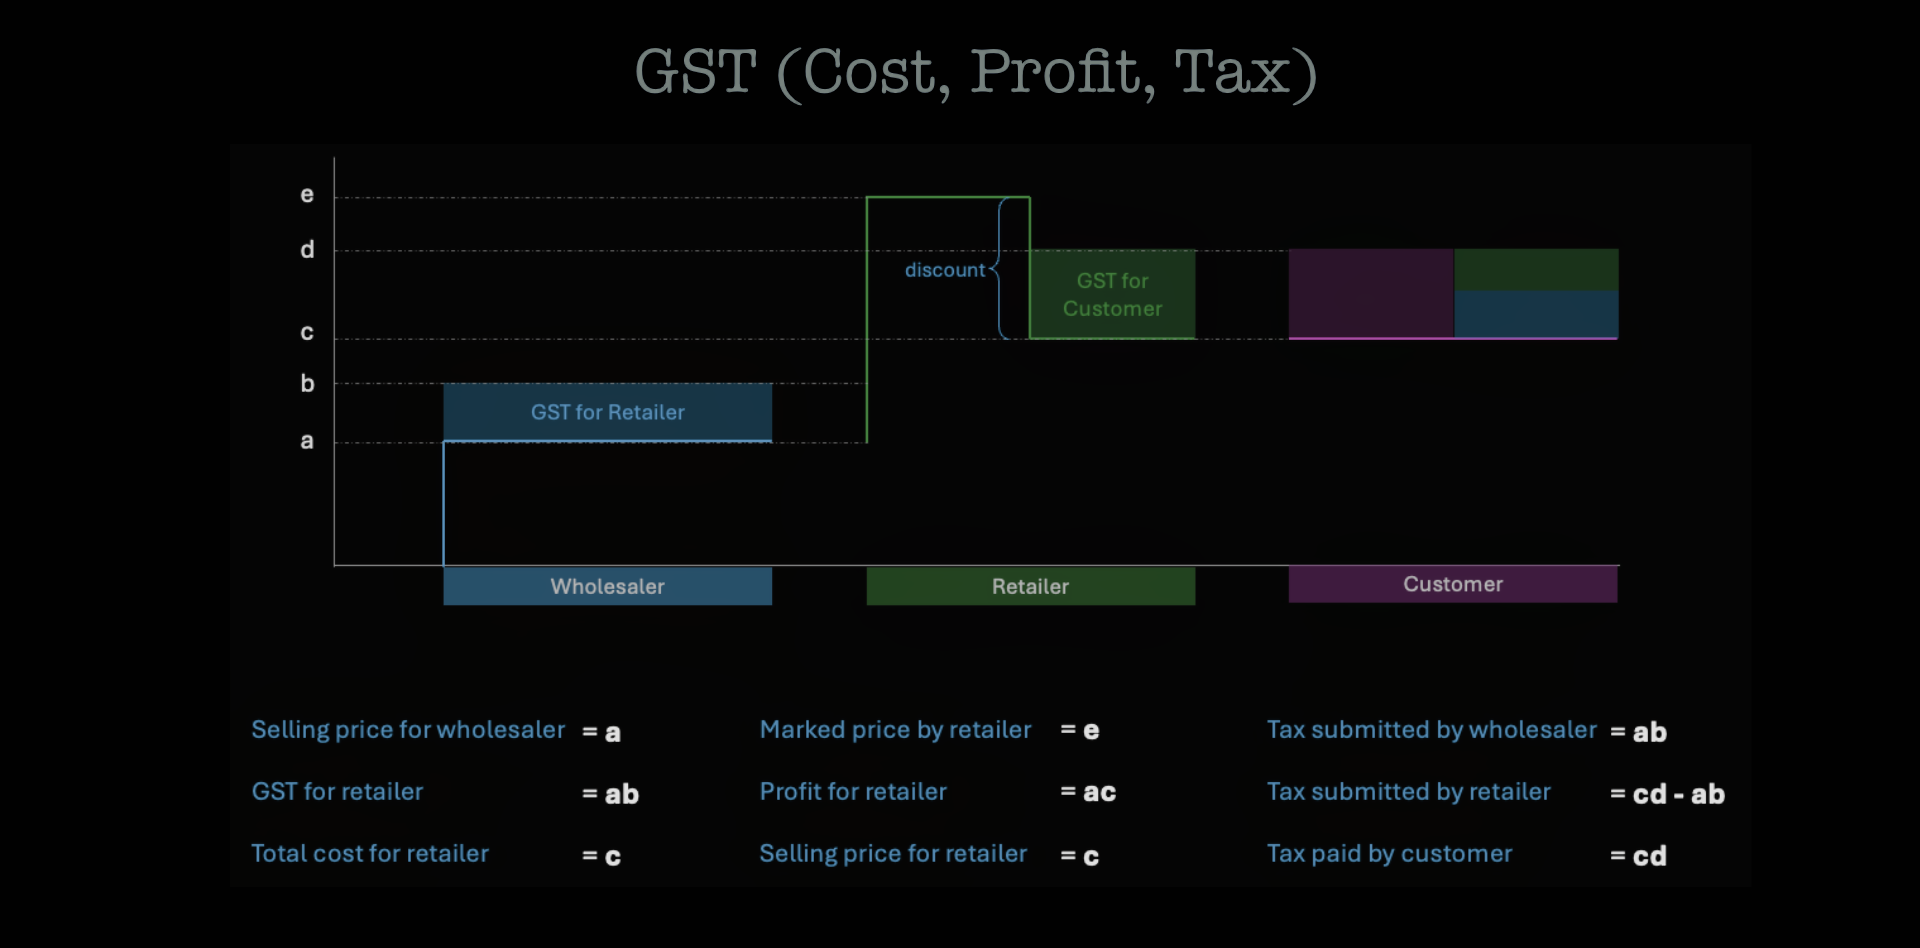 GST (Cost, Profit, Tax)
e
d
c
b
a
discount
GST for
Customer
GST for Retailer
Wholesaler
Retailer
Customer
Selling price for wholesaler = a
Marked price by retailer = e
Tax submitted by wholesaler = ab
GST for retailer = ab
Profit for retailer = ac
Tax submitted by retailer = cd - ab
Total cost for retailer = c
Selling price for retailer = c
Tax paid by customer = cd